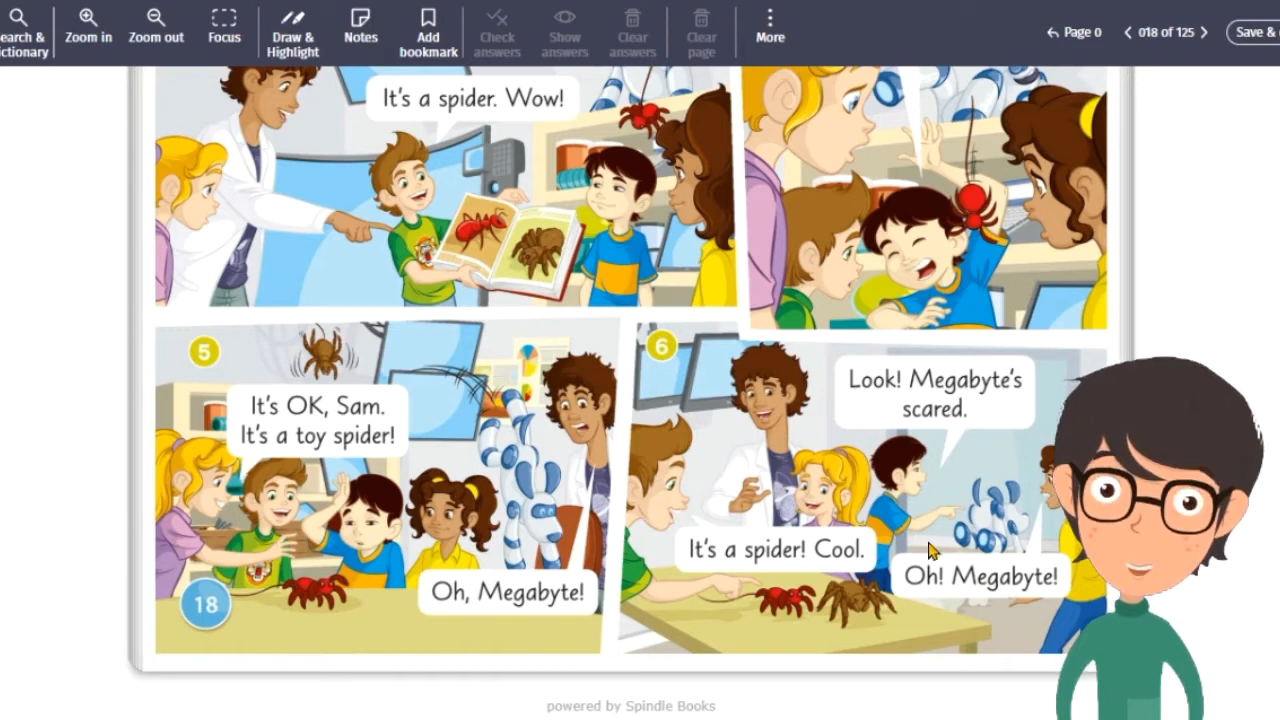 earch &
ictionary
Zoom in
Zoom out
Focus
Draw &
Highlight
Notes
Add
bookmark
Check
answers
Show
answers
Clear
answers
Clear
page
More
Page 0
018 of 125
Save &
It's a spider. Wow!
5
It's OK, Sam.
It's a toy spider!
Oh, Megabyte!
18
6
Look! Megabyte's
scared.
It's a spider! Cool.
Oh! Megabyte!
powered by Spindle Books